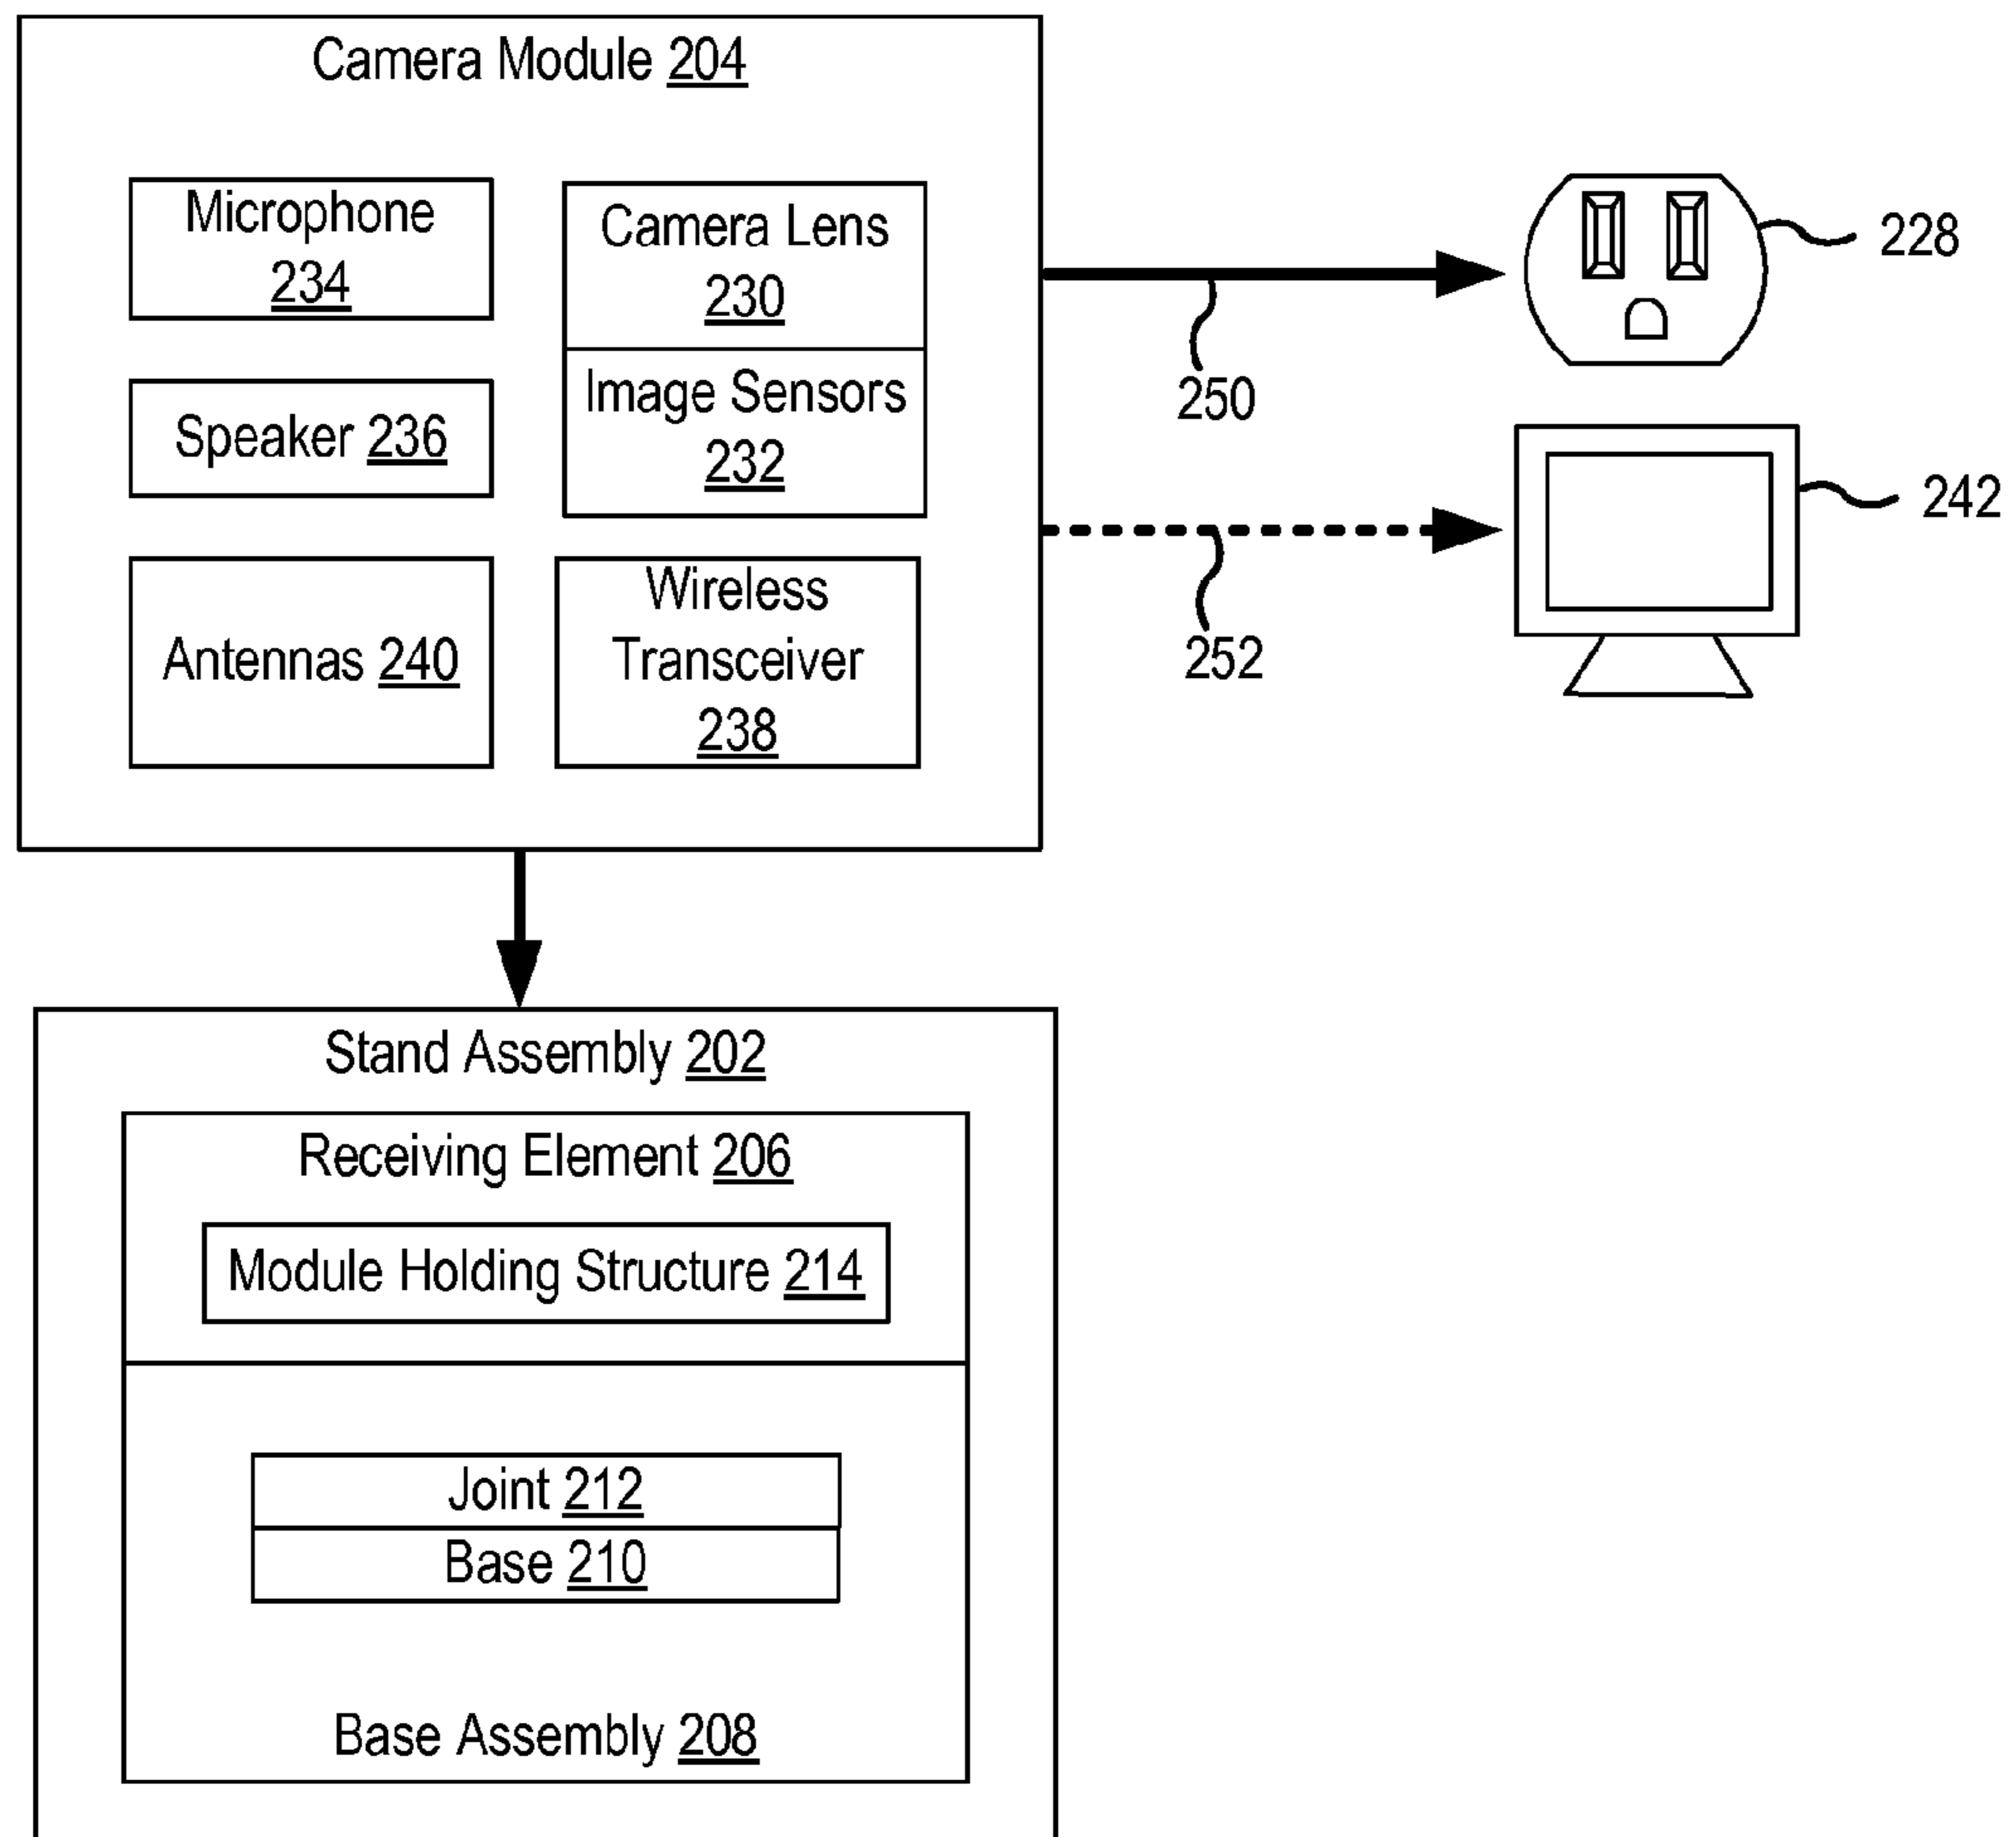 Camera Module 204
Microphone
234
Camera Lens
230
Image Sensors
232
Speaker 236
Antennas 240
Wireless
Transceiver
238
228
250
242
252
Stand Assembly 202
Receiving Element 206
Module Holding Structure 214
Joint 212
Base 210
Base Assembly 208